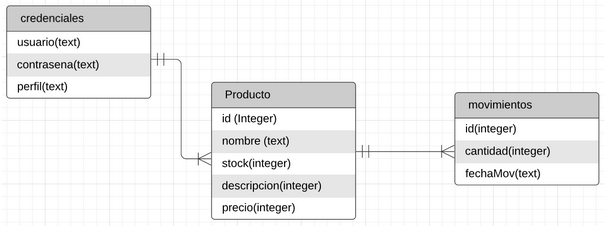 credenciales
usuario(text)
contrasena(text)
perfil(text)
Producto
id (Integer)
nombre (text)
stock(integer)
descripcion(integer)
precio(integer)
movimientos
id(integer)
cantidad(integer)
fechaMov(text)